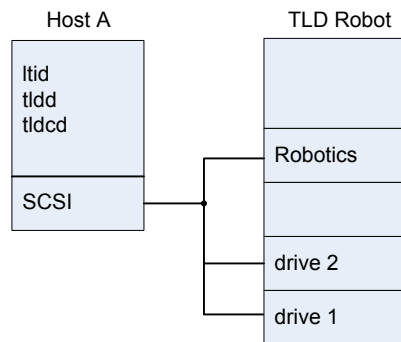 Host A
ltid
tldd
tldcd
SCSI
TLD Robot
Robotics
drive 2
drive 1